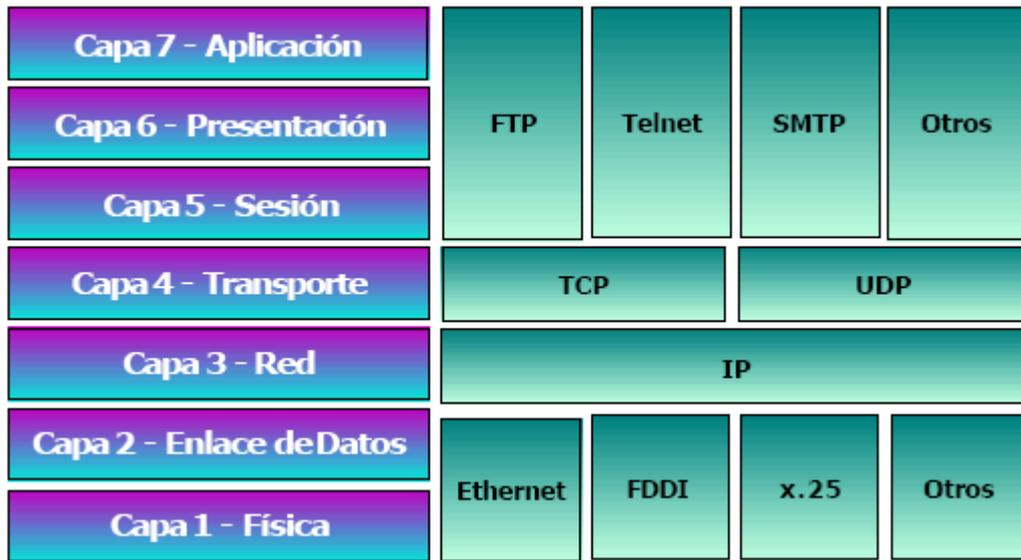 Capa 7 - Aplicación
Capa 6 - Presentación
Capa 5 - Sesión
Capa 4 - Transporte
Capa 3 - Red
Capa 2 - Enlace de Datos
Capa 1 - Física
FTP
Telnet
SMTP
Otros
TCP
UDP
IP
Ethernet
FDDI
x.25
Otros